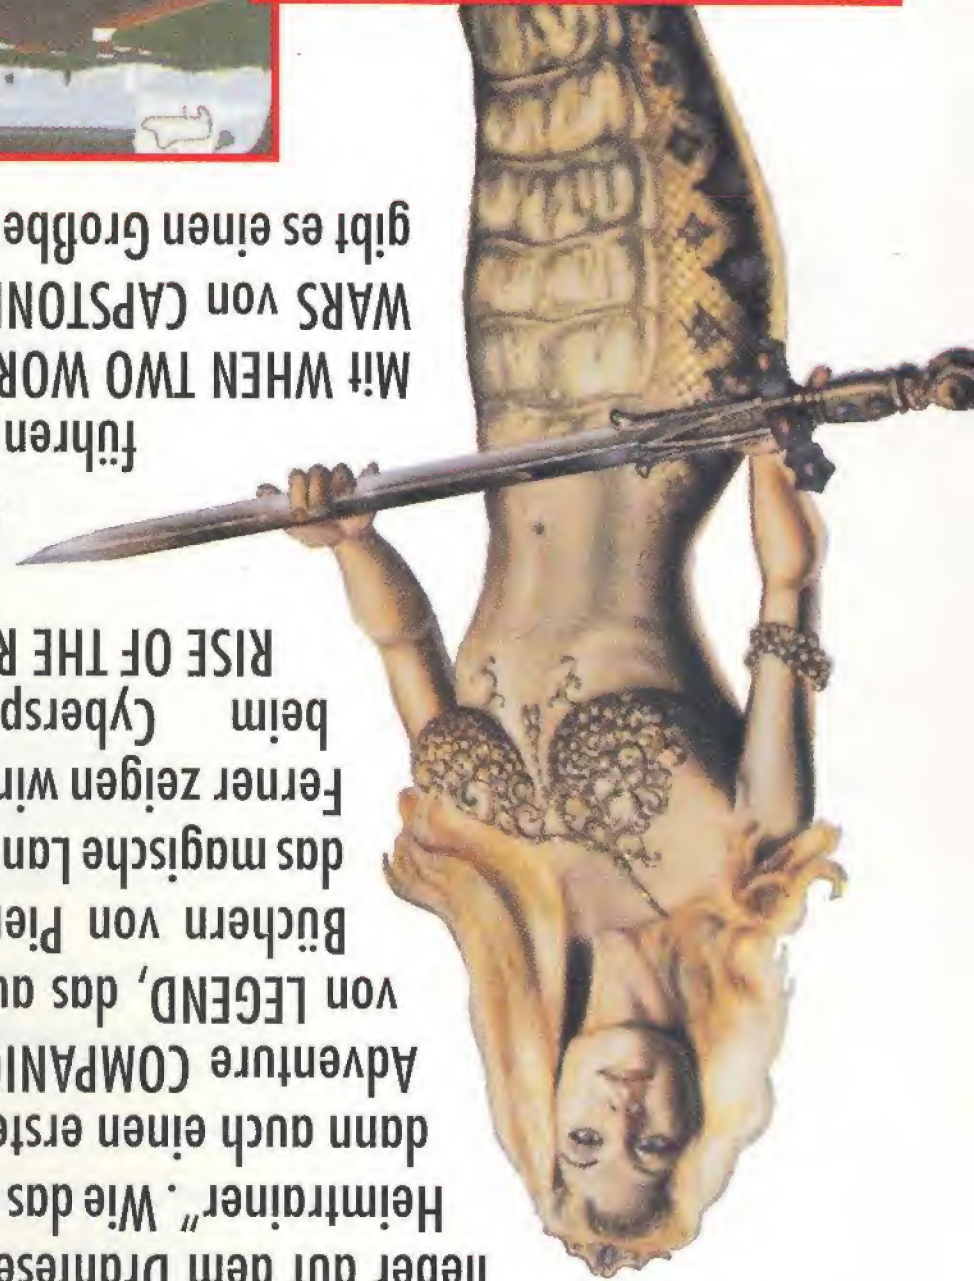 lieber auf dem Drahtese
Heimtrainer". Wie das
dann auch einen erste
Adventure COMPANI
von LEGEND, das au
Büchern von Pier
das magische Lan
Ferner zeigen wir
beim Cybersp
RISE OF THE R
führen
Mit WHEN TWO WOR
WARS von CAPSTON
gibt es einen Großbe